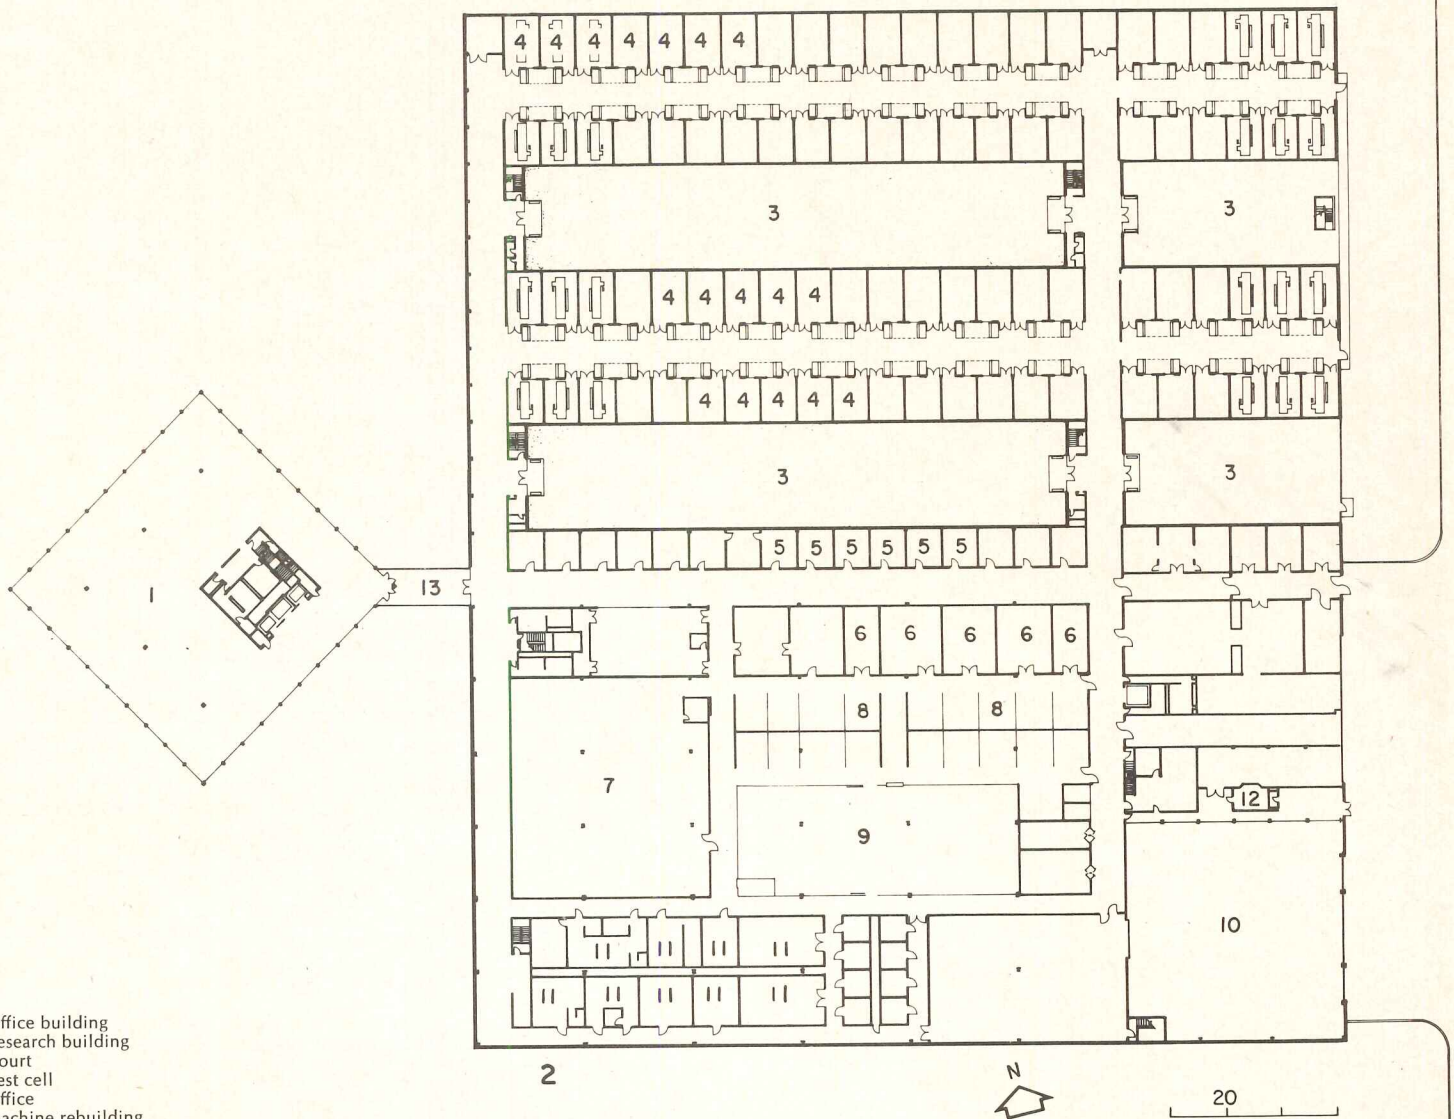 4 4 4 4 4 4 4
3 3
4 4 4 4 4
4 4 4 4 4
3 3
5 5 5 5 5 5
1 13
6 6 6 6 6
8 8
7
12
9
10
11 11 11 11
11 11 11 11 11
2
N
20
ffice building
esearch building
ourt
est cell
ffice
achine rebuilding